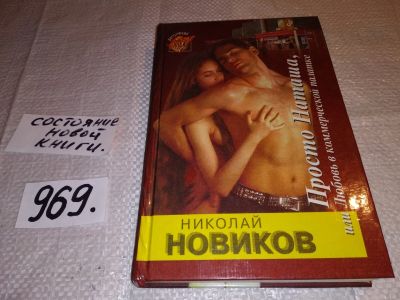 состояние
новой
книги.
969.
Просто Наташа,
или Любовь в коммерческой палатке
НИКОЛАЙ
НОВИКОВ